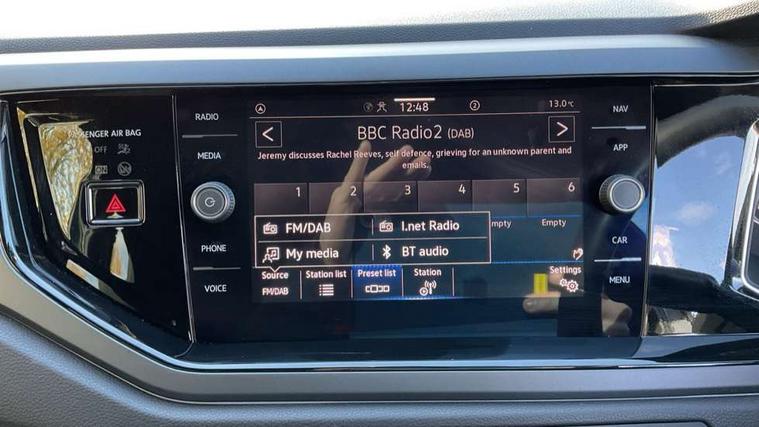 RADIO
12:48
2
13.0°C
NAV
PASSENGER AIR BAG
OFF
MEDIA
BBC Radio2 (DAB)
APP
Jeremy discusses Rachel Reeves, self defence, grieving for an unknown parent and
emails.
1 2 3 4 5 6
FM/DAB I.net Radio
mpty Empty
My media BT audio
PHONE
CAR
Source Station list Preset list Station Settings
FM/DAB
VOICE
MENU